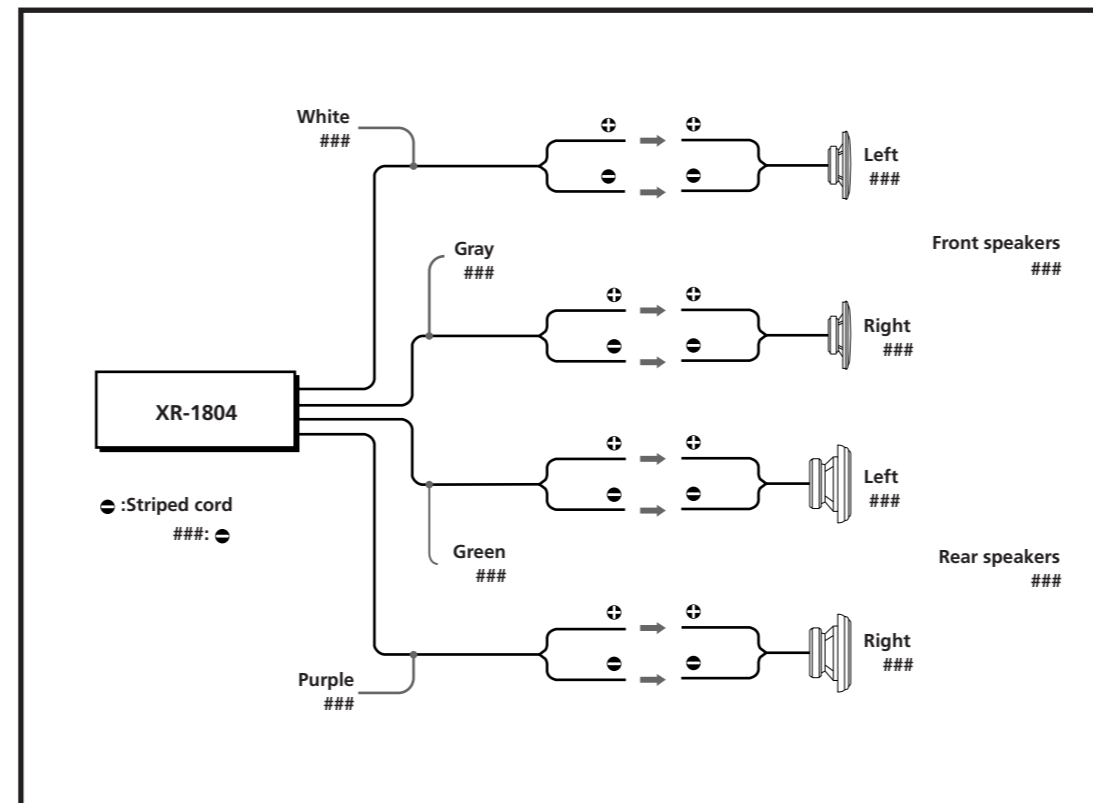 White
###
Left
###
Gray
###
Front speakers
###
Right
###
XR-1804
⊖ :Striped cord
###: ⊖
Left
###
Green
###
Rear speakers
###
Right
###
Purple
###